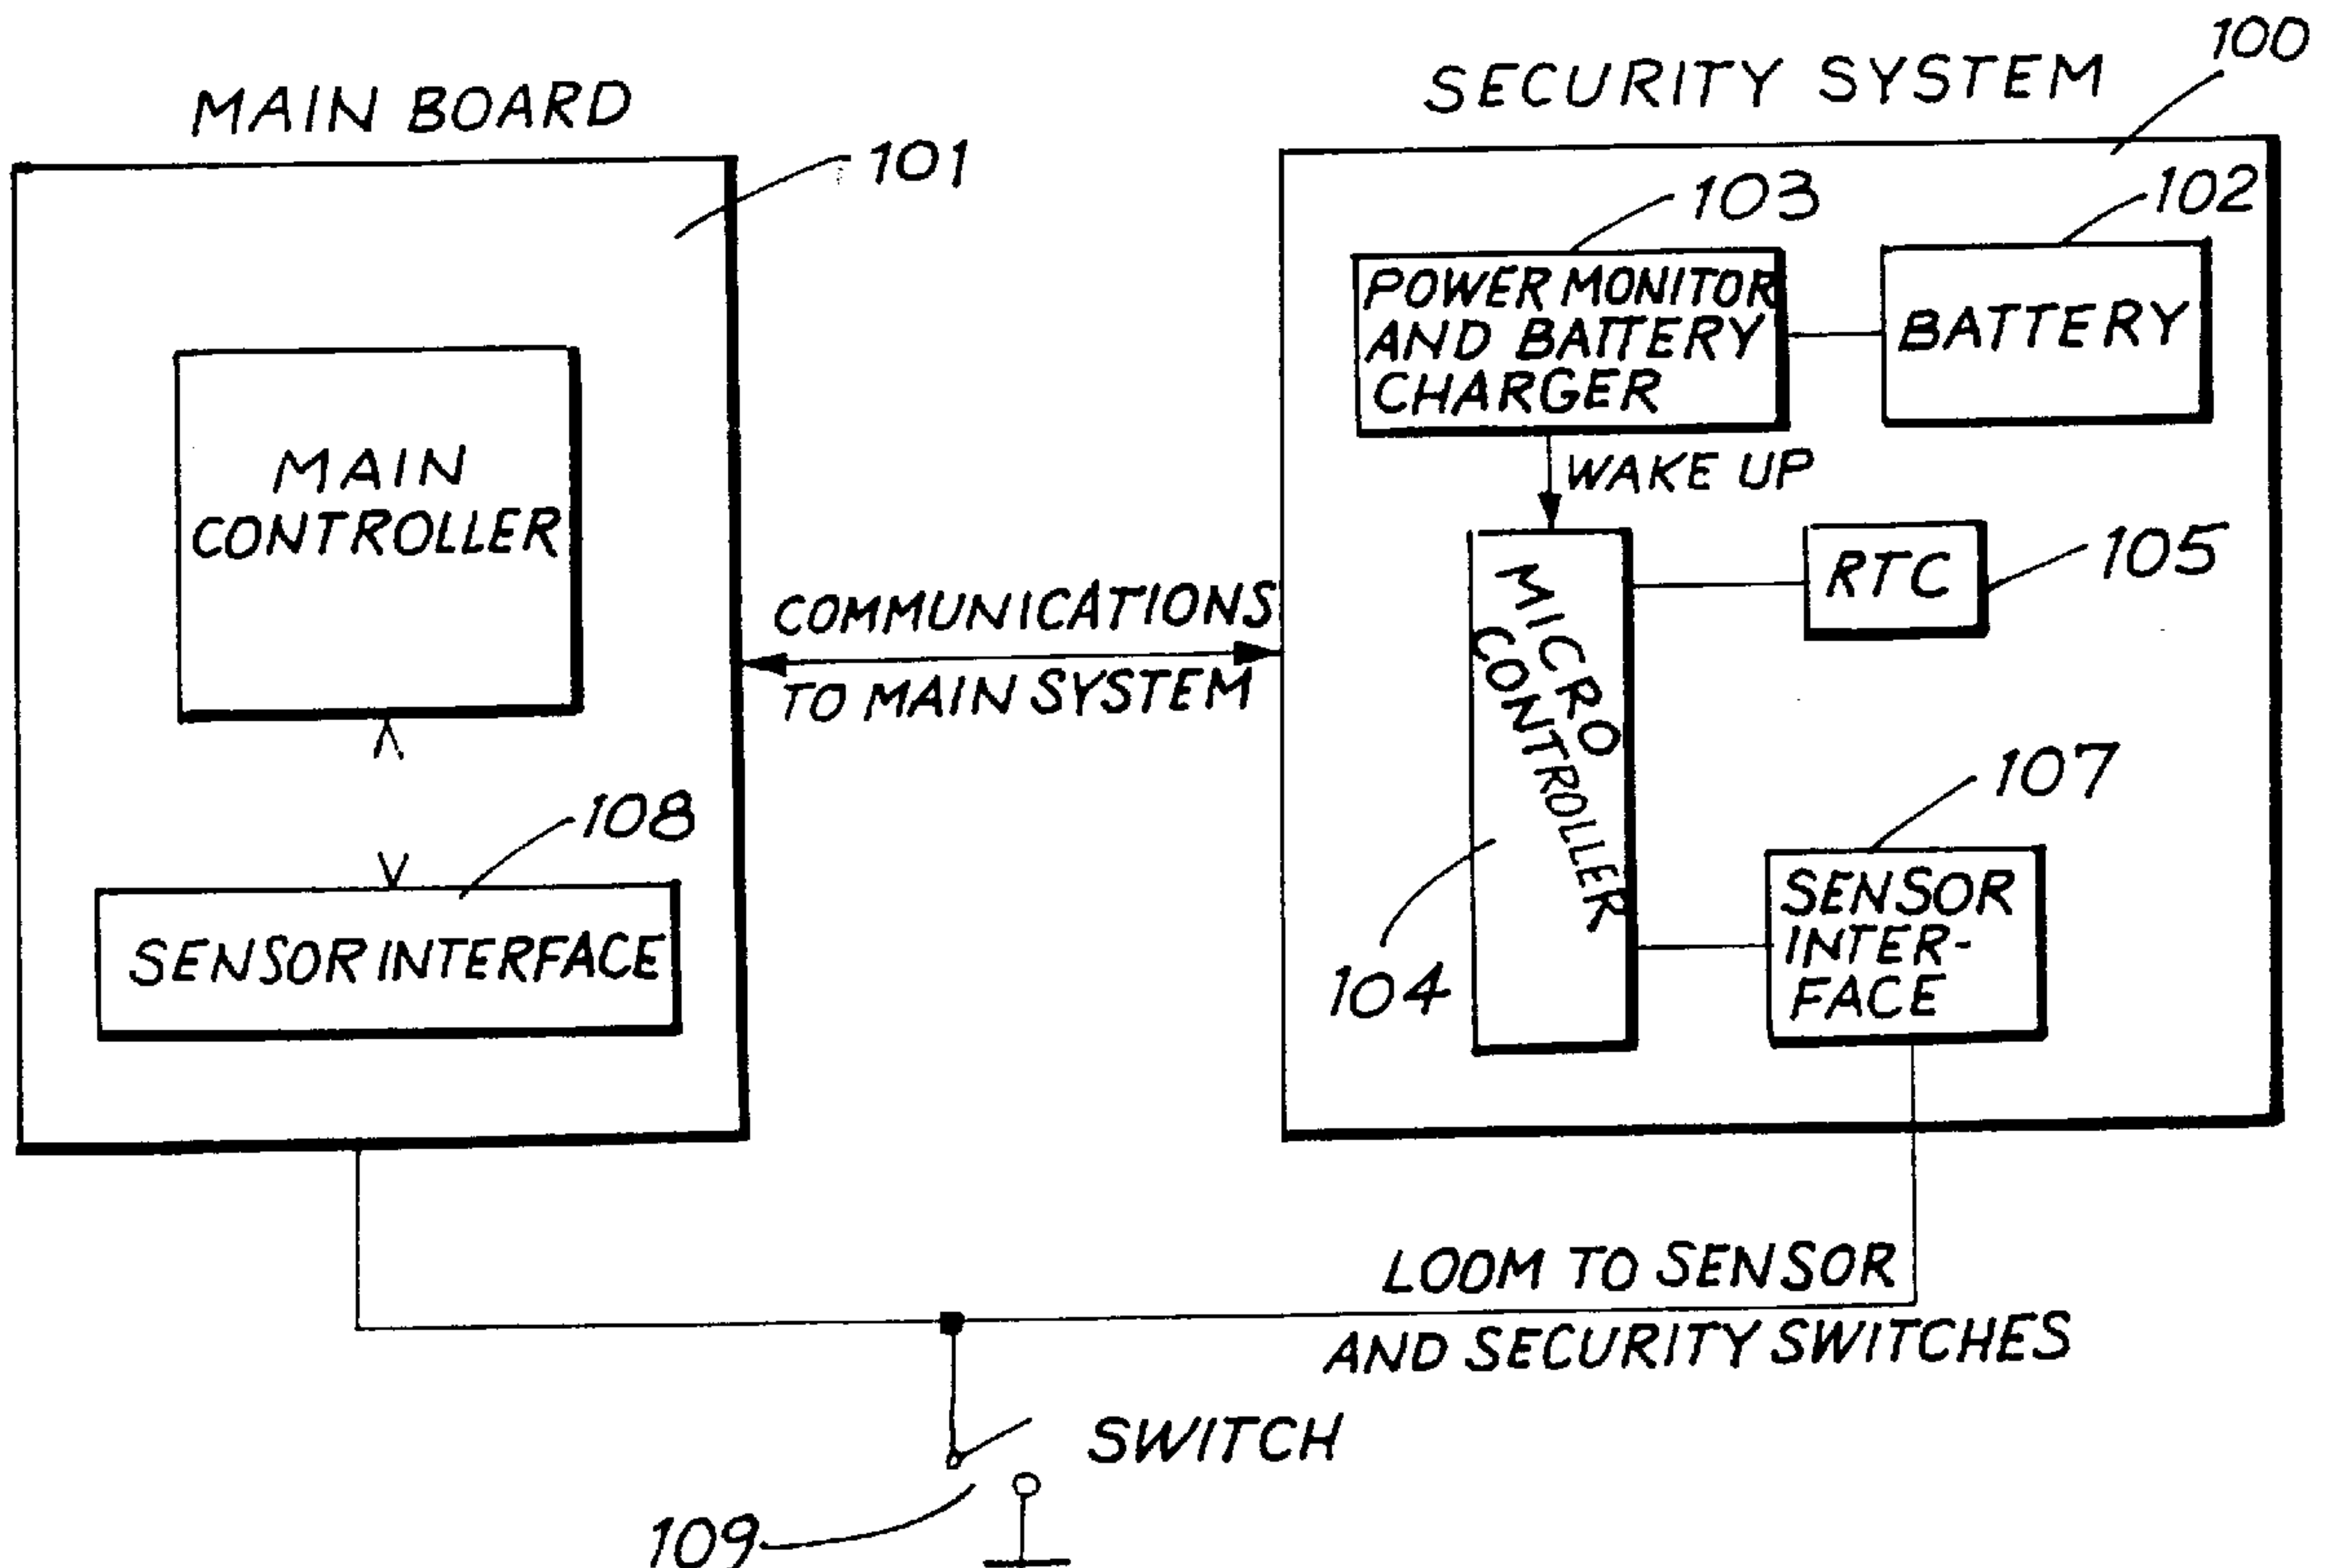 MAIN BOARD
101
MAIN
CONTROLLER
108
SENSOR INTERFACE
COMMUNICATIONS
TO MAIN SYSTEM
SECURITY SYSTEM
100
103
102
POWER MONITOR
AND BATTERY
CHARGER
BATTERY
WAKE UP
MICRO
CONTROLLER
RTC
105
107
104
SENSOR
INTER-
FACE
LOOM TO SENSOR
AND SECURITY SWITCHES
SWITCH
109